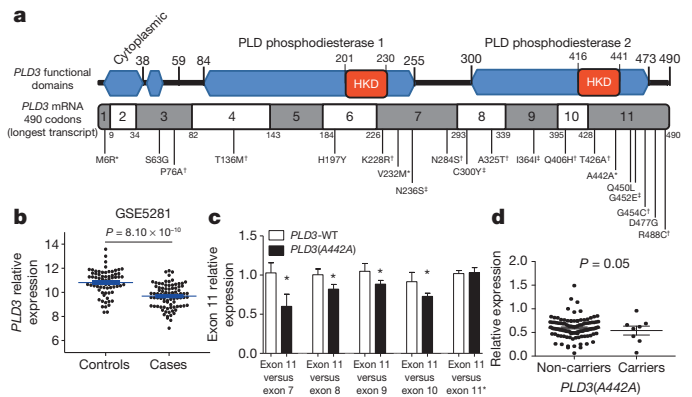 a
Cytoplasmic
PLD phosphodiesterase 1
PLD phosphodiesterase 2
38 59 84 201 230 255 300 416 441 473 490
PLD3 functional
domains
HKD HKD
PLD3 mRNA
490 codons
(longest transcript)
1 2 3 4 5 6 7 8 9 10 11
9 34 82 143 184 226 293 339 395 428 490
M6R* S63G T136M† H197Y K228R† N284S† A325T† I364I‡ Q406H† T426A†
P76A† V232M* C300Y‡ A442A*
N236S‡ Q450L
G452E‡
G454C†
D477G
R488C†
b
GSE5281
P = 8.10 × 10⁻¹⁰
PLD3 relative
expression
14
12
10
8
6
Controls Cases
c
PLD3-WT
PLD3(A442A)
Exon 11 relative
expression
1.5
1.0
0.5
0.0
* * * *
Exon 11 Exon 11 Exon 11 Exon 11 Exon 11
versus versus versus versus versus
exon 7 exon 8 exon 9 exon 10 exon 11*
d
Relative expression
2.0
1.5
1.0
0.5
0.0
P = 0.05
Non-carriers Carriers
PLD3(A442A)